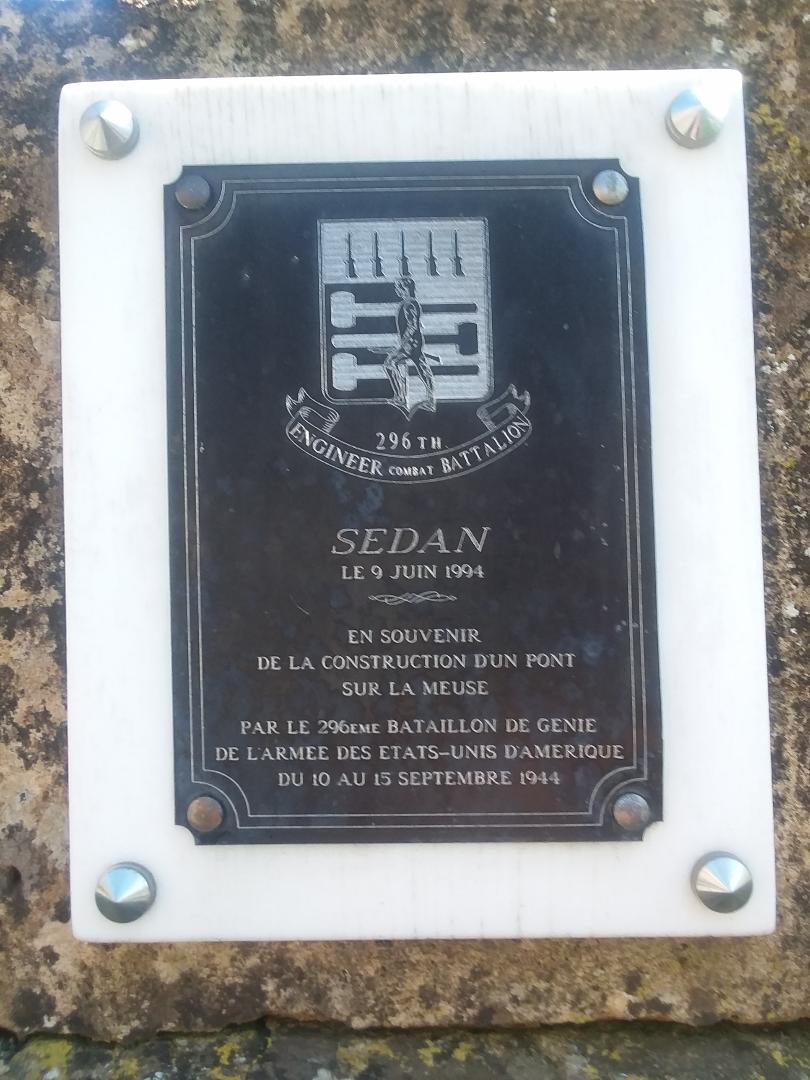 296TH
ENGINEER COMBAT BATTALION
SEDAN
LE 9 JUIN 1994
EN SOUVENIR
DE LA CONSTRUCTION D'UN PONT
SUR LA MEUSE
PAR LE 296EME BATAILLON DE GENIE
DE L'ARMEE DES ETATS-UNIS D'AMERIQUE
DU 10 AU 15 SEPTEMBRE 1944